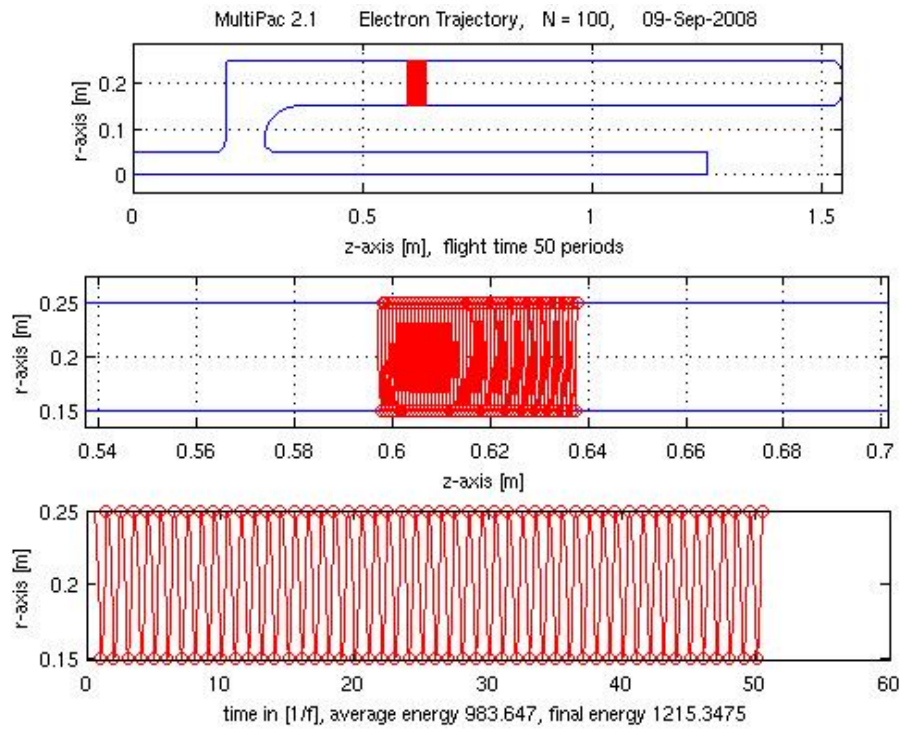 MultiPac 2.1 Electron Trajectory, N = 100, 09-Sep-2008
r-axis [m]
0.2
0.1
0
0 0.5 1 1.5
z-axis [m], flight time 50 periods
r-axis [m]
0.25
0.2
0.15
0.54 0.56 0.58 0.6 0.62 0.64 0.66 0.68 0.7
z-axis [m]
r-axis [m]
0.25
0.2
0.15
0 10 20 30 40 50 60
time in [1/f], average energy 983.647, final energy 1215.3475